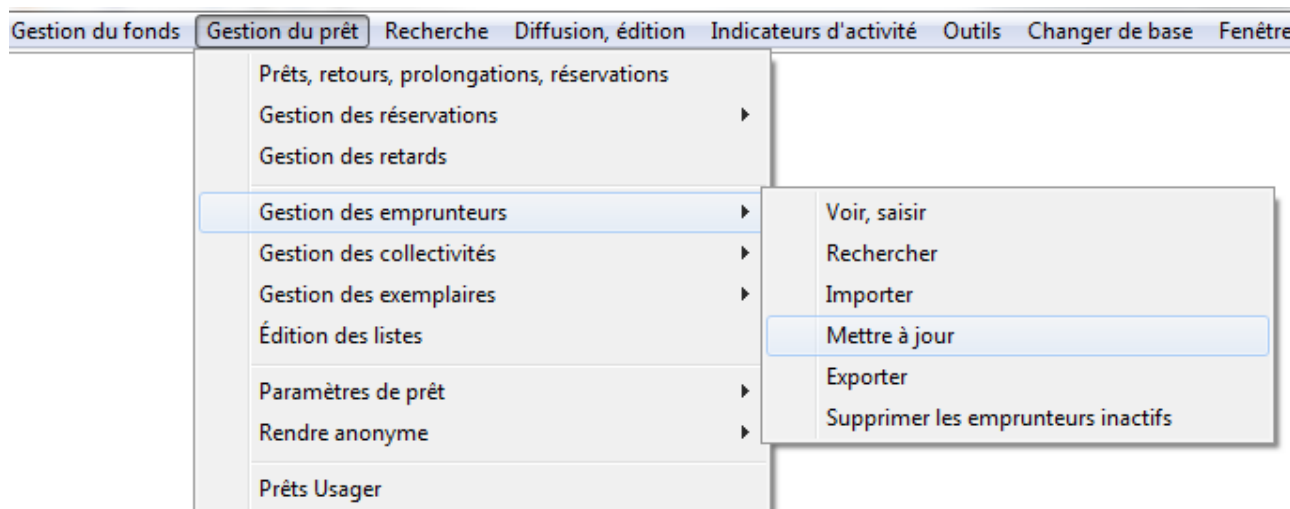 Gestion du fonds Gestion du prêt Recherche Diffusion, édition Indicateurs d'activité Outils Changer de base Fenêtre
Prêts, retours, prolongations, réservations
Gestion des réservations
Gestion des retards
Gestion des emprunteurs
Gestion des collectivités
Gestion des exemplaires
Édition des listes
Paramètres de prêt
Rendre anonyme
Prêts Usager
Voir, saisir
Rechercher
Importer
Mettre à jour
Exporter
Supprimer les emprunteurs inactifs